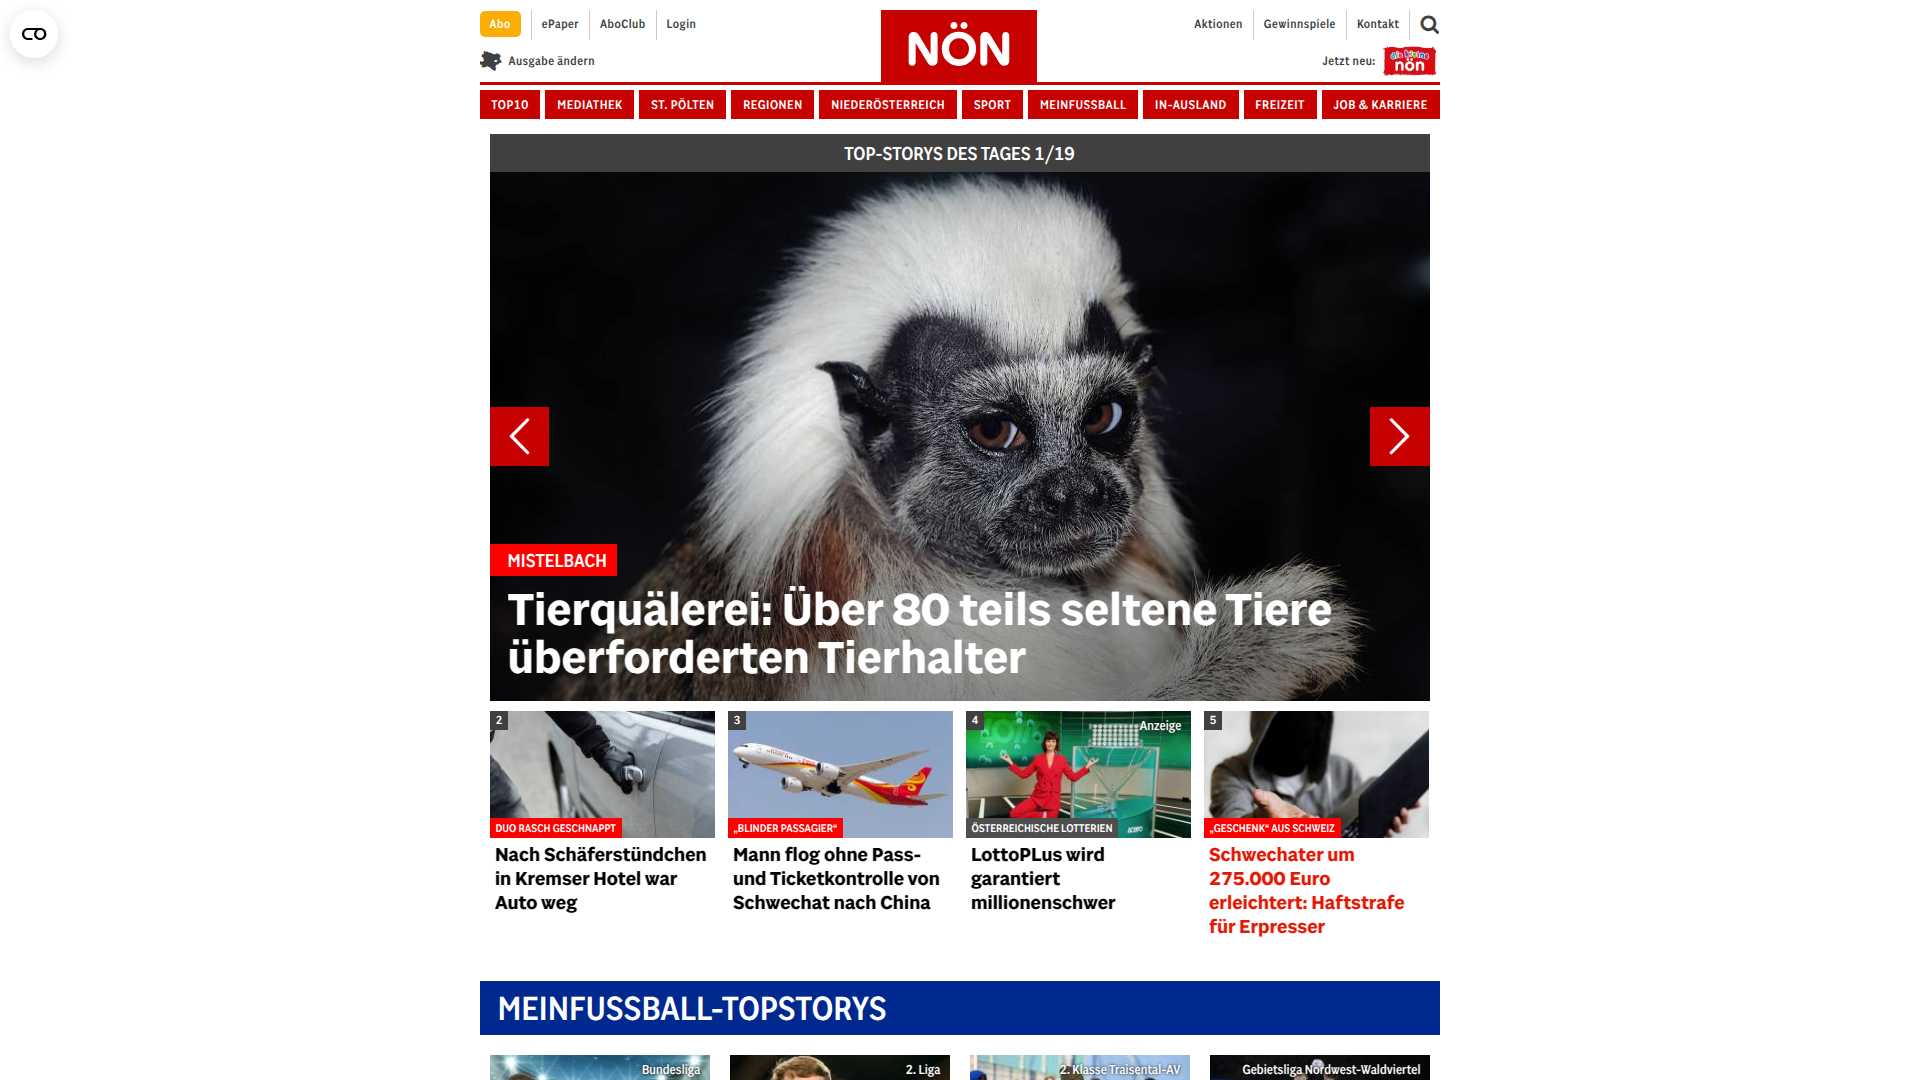 Abo
ePaper
AboClub
Login
NÖN
Aktionen
Gewinnspiele
Kontakt
Ausgabe ändern
Jetzt neu:
die kleine
nön
TOP10
MEDIATHEK
ST. PÖLTEN
REGIONEN
NIEDERÖSTERREICH
SPORT
MEINFUSSBALL
IN-AUSLAND
FREIZEIT
JOB & KARRIERE
TOP-STORYS DES TAGES 1/19
MISTELBACH
Tierquälerei: Über 80 teils seltene Tiere
überforderten Tierhalter
2
DUO RASCH GESCHNAPPT
Nach Schäferstündchen
in Kremser Hotel war
Auto weg
3
„BLINDER PASSAGIER“
Mann flog ohne Pass-
und Ticketkontrolle von
Schwechat nach China
4
Anzeige
ÖSTERREICHISCHE LOTTERIEN
LottoPLus wird
garantiert
millionenschwer
5
„GESCHENK“ AUS SCHWEIZ
Schwechater um
275.000 Euro
erleichtert: Haftstrafe
für Erpresser
MEINFUSSBALL-TOPSTORYS
Bundesliga
2. Liga
2. Klasse Traisental-AV
Gebietsliga Nordwest-Waldviertel